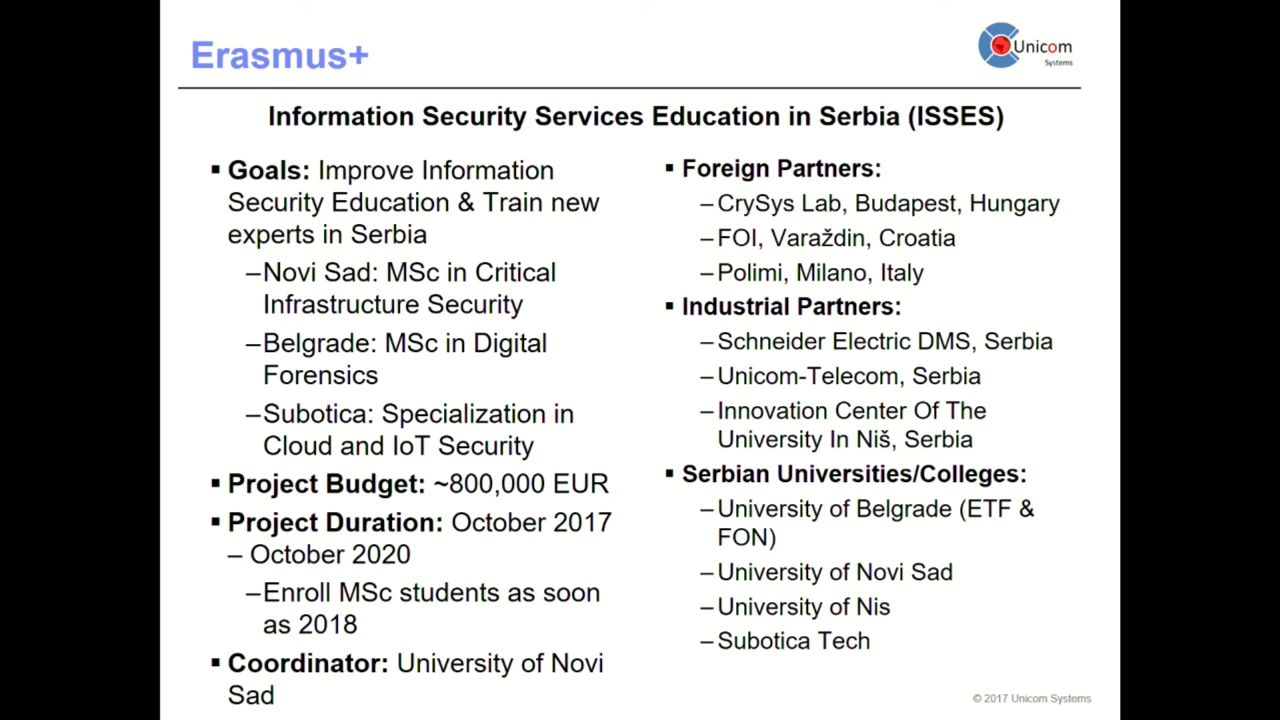 Erasmus+
Unicom
Systems
Information Security Services Education in Serbia (ISSES)
▪ Goals: Improve Information
Security Education & Train new
experts in Serbia
–Novi Sad: MSc in Critical
Infrastructure Security
–Belgrade: MSc in Digital
Forensics
–Subotica: Specialization in
Cloud and IoT Security
▪ Project Budget: ~800,000 EUR
▪ Project Duration: October 2017
– October 2020
–Enroll MSc students as soon
as 2018
▪ Coordinator: University of Novi
Sad
▪ Foreign Partners:
–CrySys Lab, Budapest, Hungary
–FOI, Varaždin, Croatia
–Polimi, Milano, Italy
▪ Industrial Partners:
–Schneider Electric DMS, Serbia
–Unicom-Telecom, Serbia
–Innovation Center Of The
University In Niš, Serbia
▪ Serbian Universities/Colleges:
–University of Belgrade (ETF &
FON)
–University of Novi Sad
–University of Nis
–Subotica Tech
© 2017 Unicom Systems